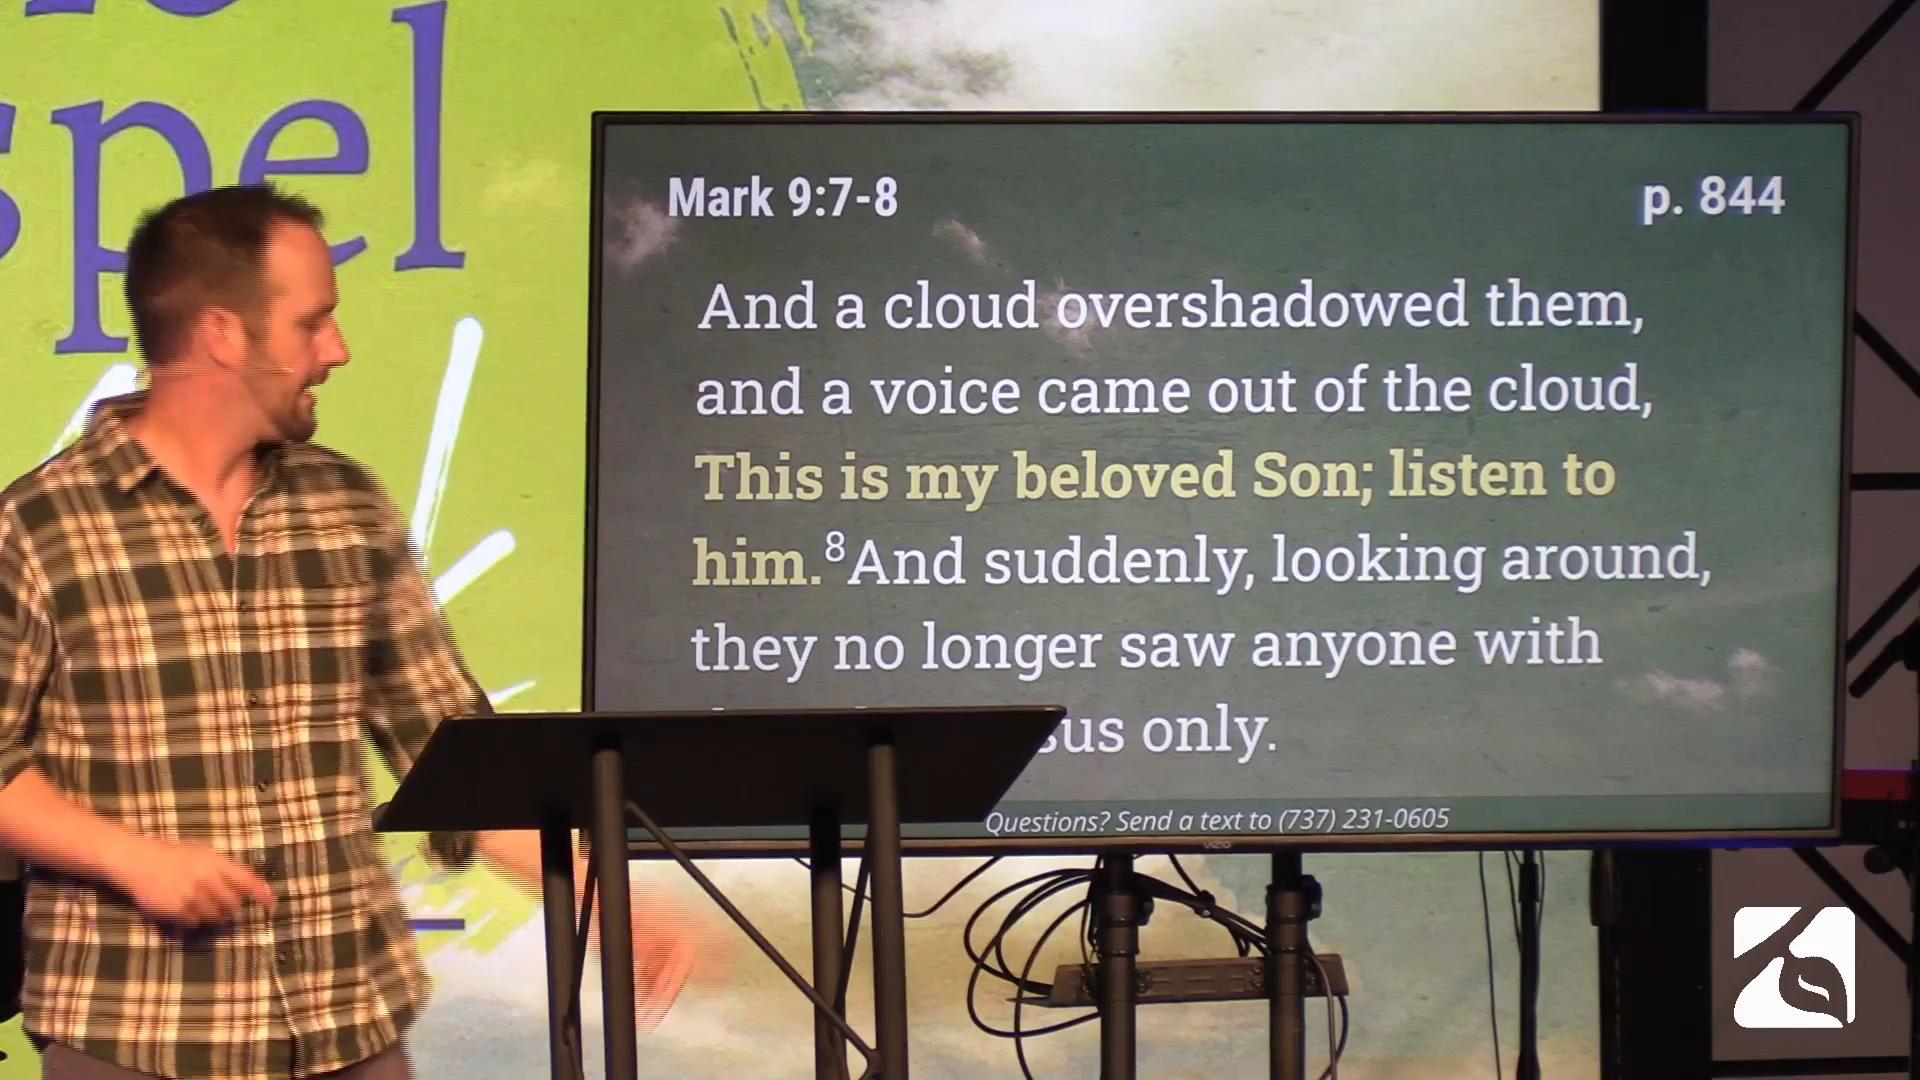 spel
Mark 9:7-8
p. 844
And a cloud overshadowed them,
and a voice came out of the cloud,
This is my beloved Son; listen to
him.⁸And suddenly, looking around,
they no longer saw anyone with
only.
Questions? Send a text to (737) 231-0605
VIZIO